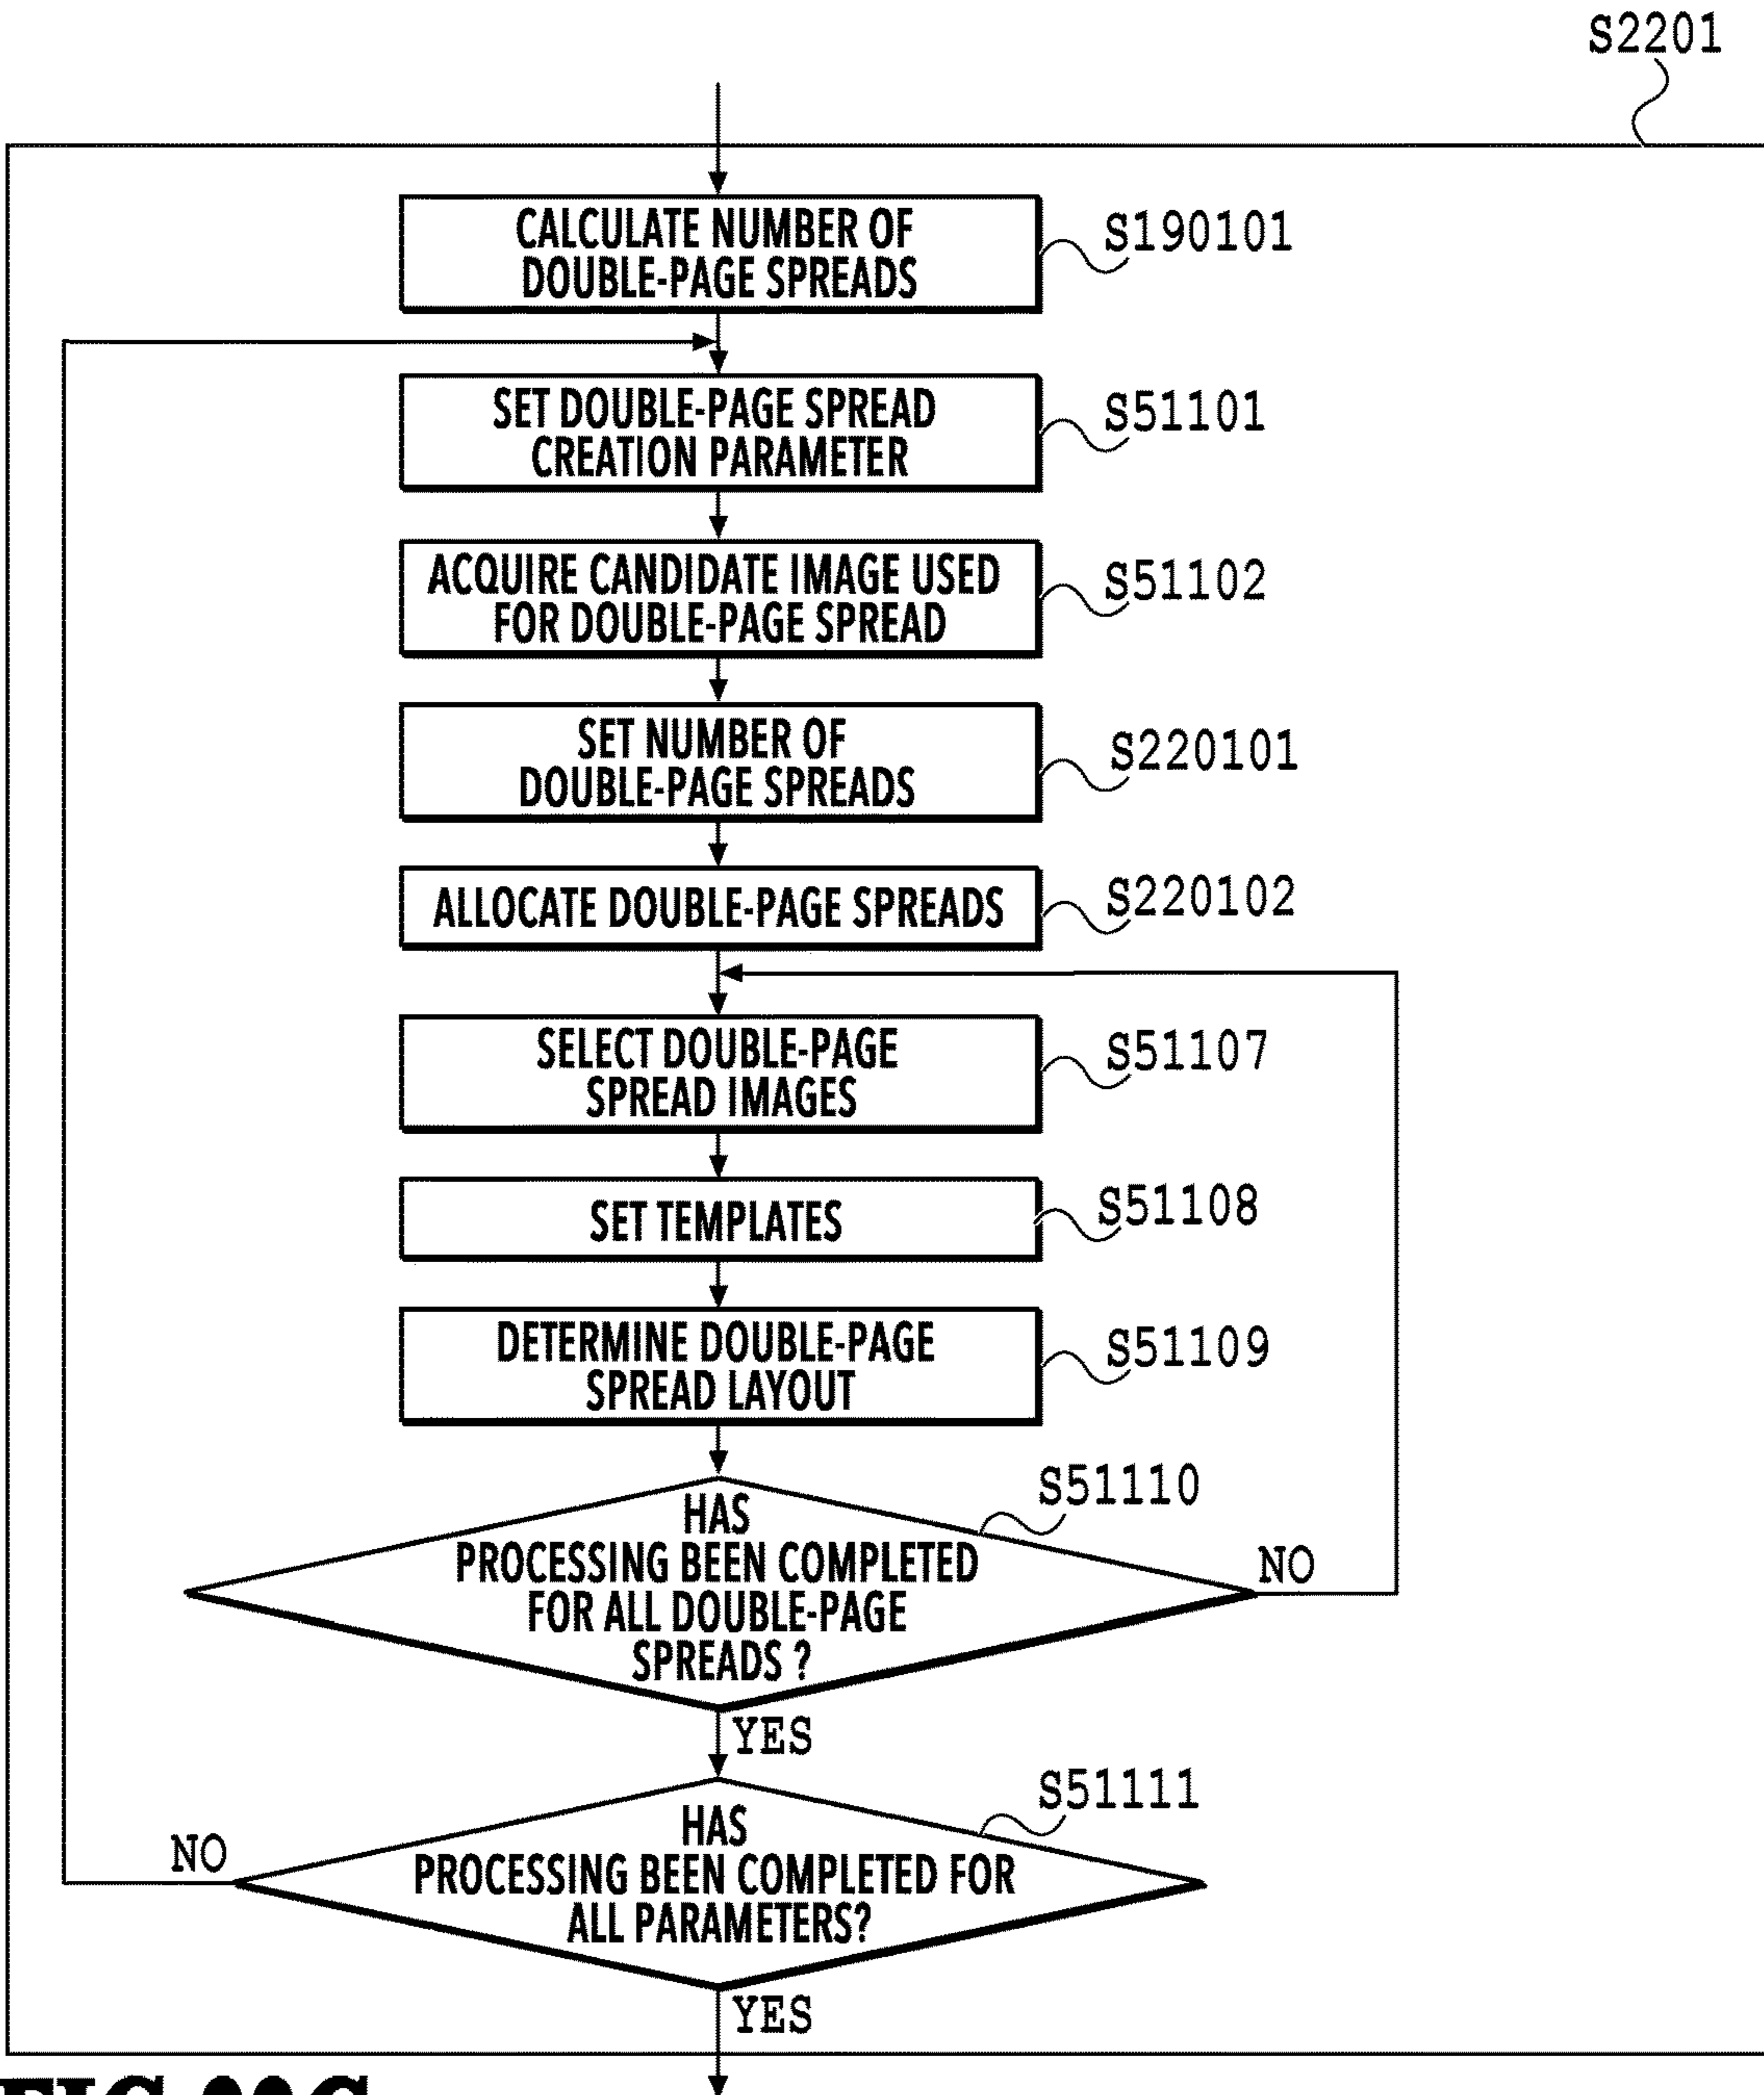 S2201
CALCULATE NUMBER OF
DOUBLE-PAGE SPREADS
S190101
SET DOUBLE-PAGE SPREAD
CREATION PARAMETER
S51101
ACQUIRE CANDIDATE IMAGE USED
FOR DOUBLE-PAGE SPREAD
S51102
SET NUMBER OF
DOUBLE-PAGE SPREADS
S220101
ALLOCATE DOUBLE-PAGE SPREADS
S220102
SELECT DOUBLE-PAGE
SPREAD IMAGES
S51107
SET TEMPLATES
S51108
DETERMINE DOUBLE-PAGE
SPREAD LAYOUT
S51109
S51110
HAS
PROCESSING BEEN COMPLETED
FOR ALL DOUBLE-PAGE
SPREADS ?
NO
YES
S51111
HAS
PROCESSING BEEN COMPLETED FOR
ALL PARAMETERS?
NO
YES